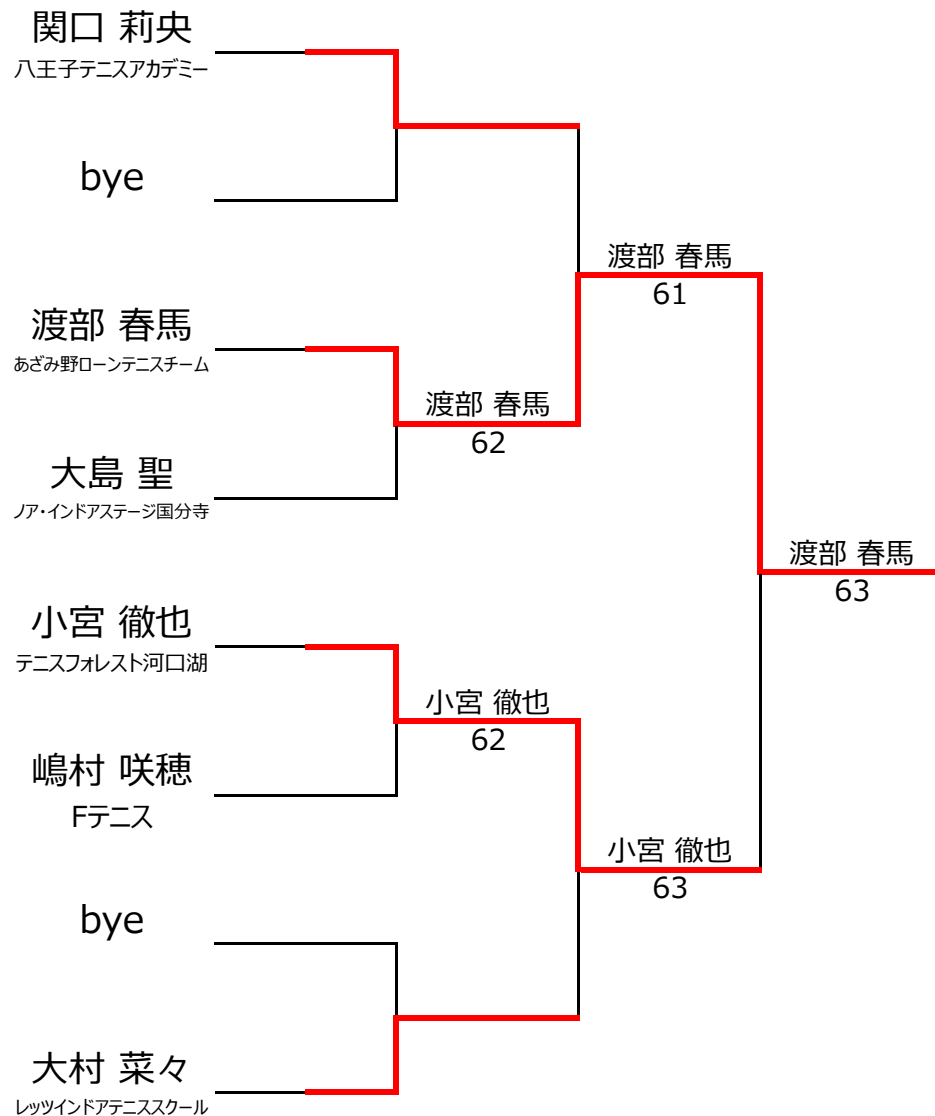 関口 莉央
八王子テニスアカデミー
bye
渡部 春馬
61
渡部 春馬
あざみ野ローンテニスチーム
渡部 春馬
62
大島 聖
ノア・インドアステージ国分寺
渡部 春馬
63
小宮 徹也
テニスフォレスト河口湖
小宮 徹也
62
嶋村 咲穂
Fテニス
小宮 徹也
63
bye
大村 菜々
レッツインドアテニススクール